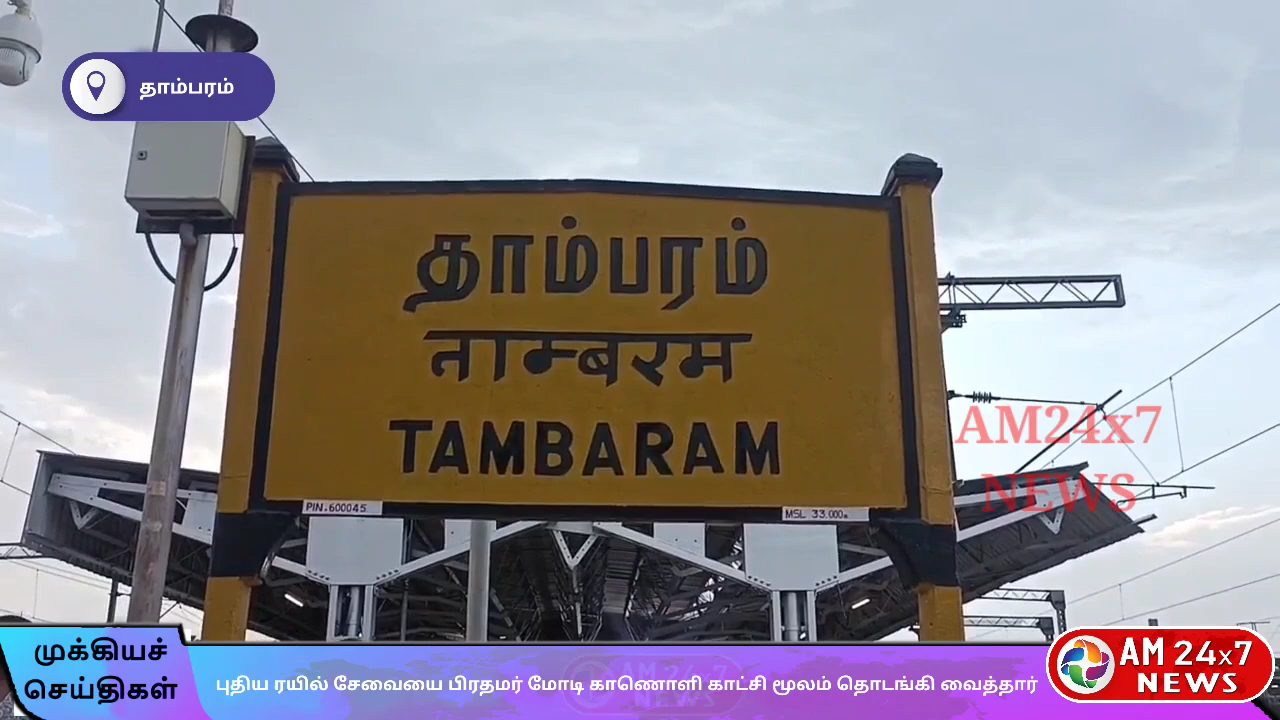 தாம்பரம்
தாம்பரம்
ताम्बरम
TAMBARAM
PIN.600045
MSL 33.000m
AM24x7
NEWS
முக்கியச்
செய்திகள்
புதிய ரயில் சேவையை பிரதமர் மோடி காணொளி காட்சி மூலம் தொடங்கி வைத்தார்
AM 24x7
NEWS